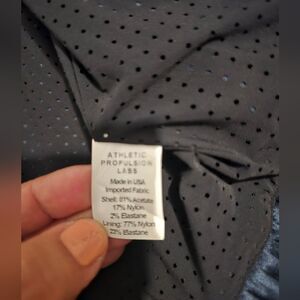 ATHLETIC
PROPULSION
LABS
Made in USA
Imported Fabric
Shell: 81% Acetate
17% Nylon
2% Elastane
Lining: 77% Nylon
23% Elastane